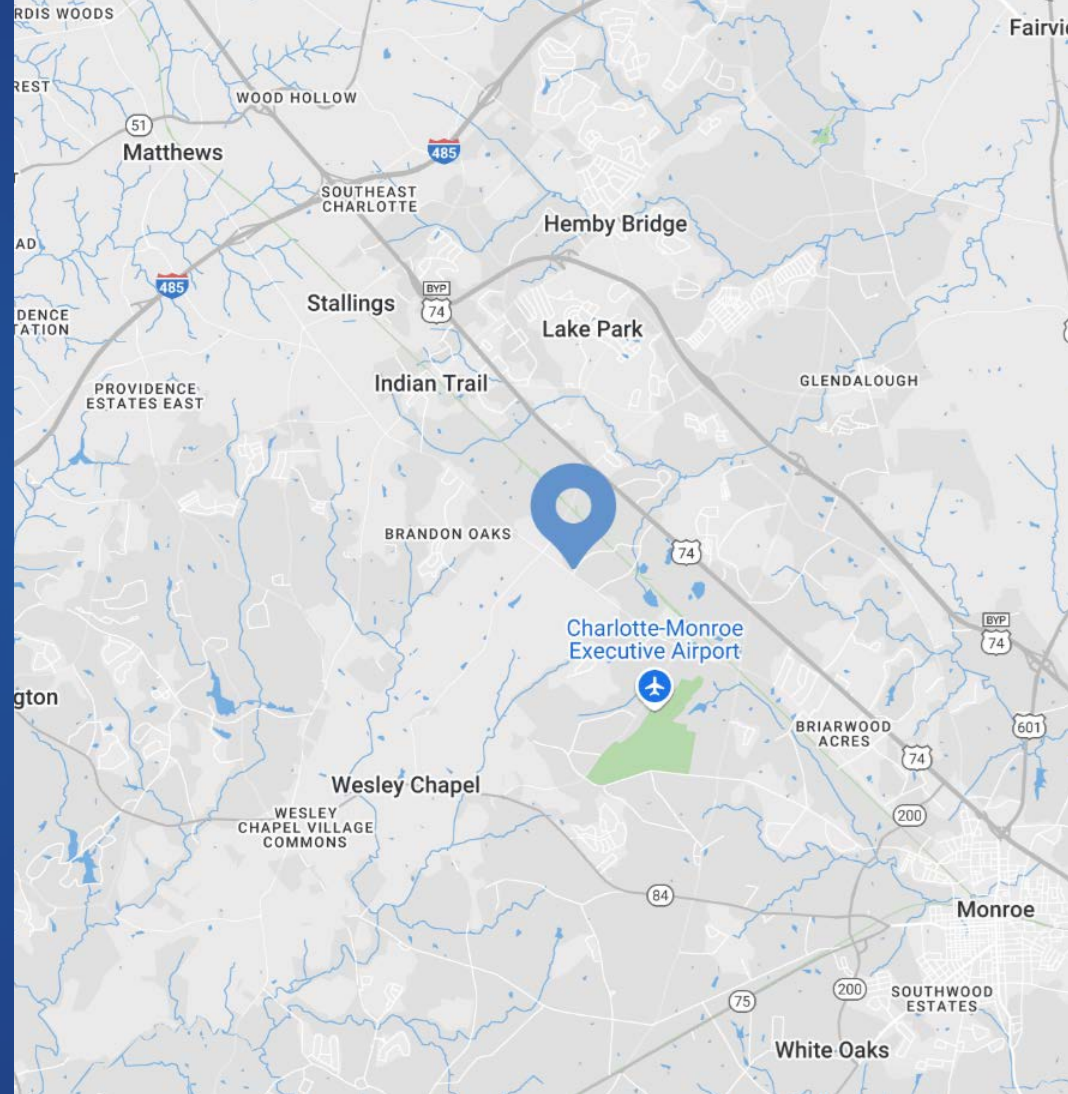 RDIS WOODS
Fairvi
REST
WOOD HOLLOW
51
Matthews
485
SOUTHEAST
CHARLOTTE
Hemby Bridge
AD
485
Stallings
BYP
74
DENCE
TATION
Lake Park
Indian Trail
GLENDALOUGH
PROVIDENCE
ESTATES EAST
BRANDON OAKS
74
Charlotte-Monroe
Executive Airport
BYP
74
gton
601
BRIARWOOD
ACRES
74
Wesley Chapel
WESLEY
CHAPEL VILLAGE
COMMONS
200
84
Monroe
200
SOUTHWOOD
ESTATES
75
White Oaks